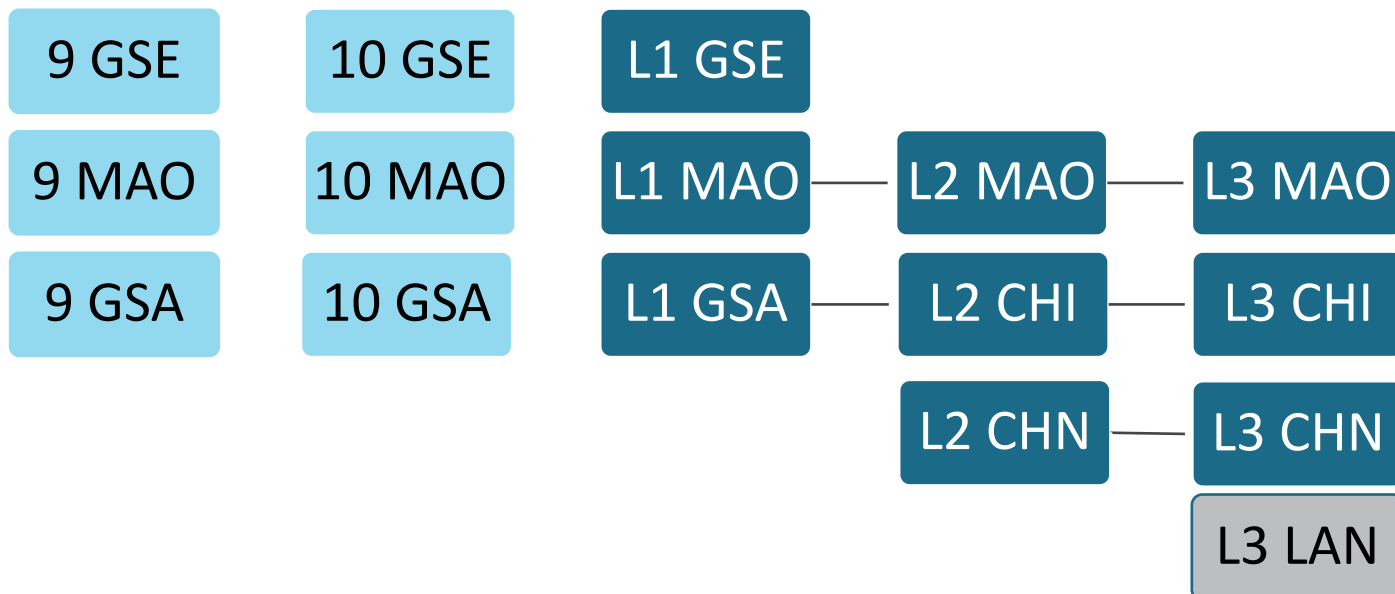 9 GSE 10 GSE L1 GSE
9 MAO 10 MAO L1 MAO L2 MAO L3 MAO
9 GSA 10 GSA L1 GSA L2 CHI L3 CHI
L2 CHN L3 CHN
L3 LAN